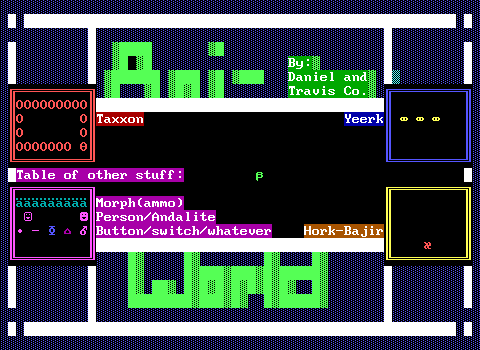 Ani-
By:
Daniel and
Travis Co.
Taxxon
Yeerk
Table of other stuff:
Morph(ammo)
Person/Andalite
Button/switch/whatever
Hork-Bajir
World